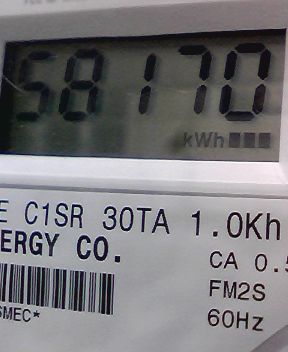 58170
kWh
E C1SR 30TA 1.0Kh
ERGY CO.
CA 0.5
FM2S
SMEC*
60Hz